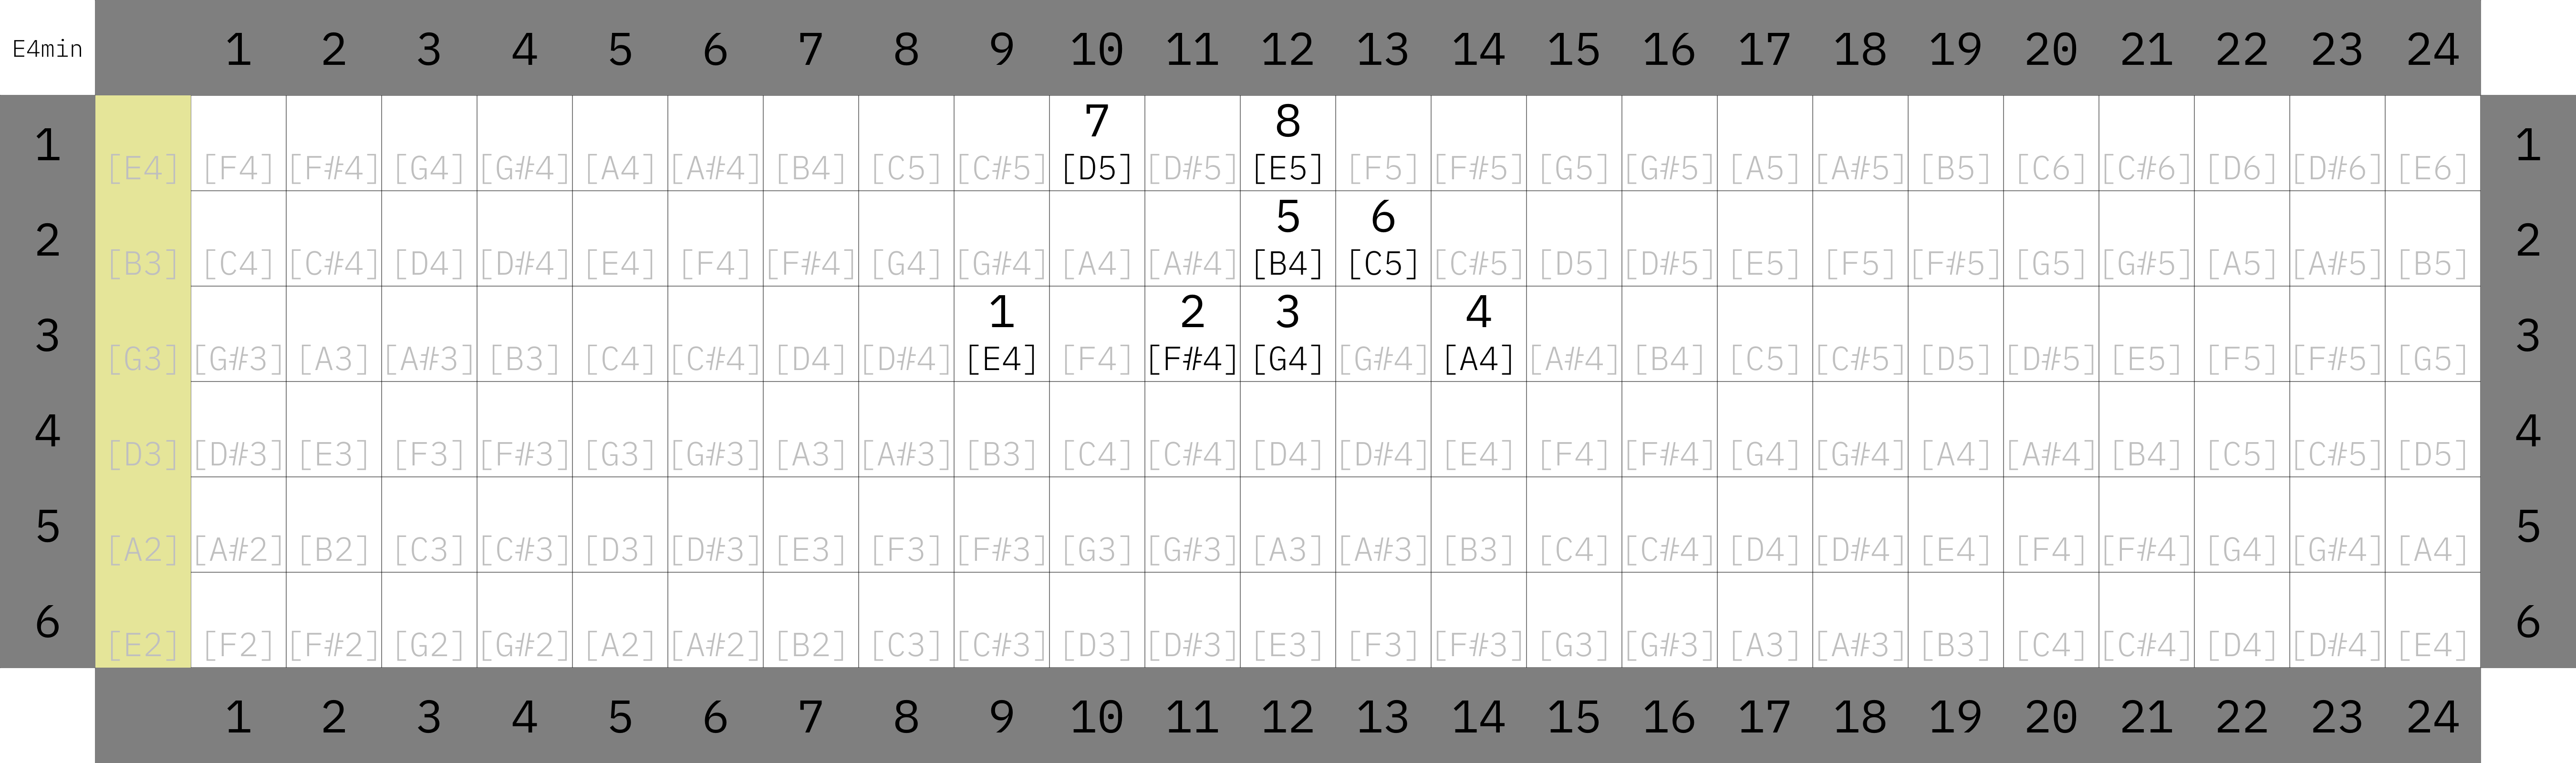 E4min 1 2 3 4 5 6 7 8 9 10 11 12 13 14 15 16 17 18 19 20 21 22 23 24
7 8
1 [E4] [F4] [F#4] [G4] [G#4] [A4] [A#4] [B4] [C5] [C#5] [D5] [D#5] [E5] [F5] [F#5] [G5] [G#5] [A5] [A#5] [B5] [C6] [C#6] [D6] [D#6] [E6] 1
5 6
2 [B3] [C4] [C#4] [D4] [D#4] [E4] [F4] [F#4] [G4] [G#4] [A4] [A#4] [B4] [C5] [C#5] [D5] [D#5] [E5] [F5] [F#5] [G5] [G#5] [A5] [A#5] [B5] 2
1 2 3 4
3 [G3] [G#3] [A3] [A#3] [B3] [C4] [C#4] [D4] [D#4] [E4] [F4] [F#4] [G4] [G#4] [A4] [A#4] [B4] [C5] [C#5] [D5] [D#5] [E5] [F5] [F#5] [G5] 3
4 [D3] [D#3] [E3] [F3] [F#3] [G3] [G#3] [A3] [A#3] [B3] [C4] [C#4] [D4] [D#4] [E4] [F4] [F#4] [G4] [G#4] [A4] [A#4] [B4] [C5] [C#5] [D5] 4
5 [A2] [A#2] [B2] [C3] [C#3] [D3] [D#3] [E3] [F3] [F#3] [G3] [G#3] [A3] [A#3] [B3] [C4] [C#4] [D4] [D#4] [E4] [F4] [F#4] [G4] [G#4] [A4] 5
6 [E2] [F2] [F#2] [G2] [G#2] [A2] [A#2] [B2] [C3] [C#3] [D3] [D#3] [E3] [F3] [F#3] [G3] [G#3] [A3] [A#3] [B3] [C4] [C#4] [D4] [D#4] [E4] 6
1 2 3 4 5 6 7 8 9 10 11 12 13 14 15 16 17 18 19 20 21 22 23 24